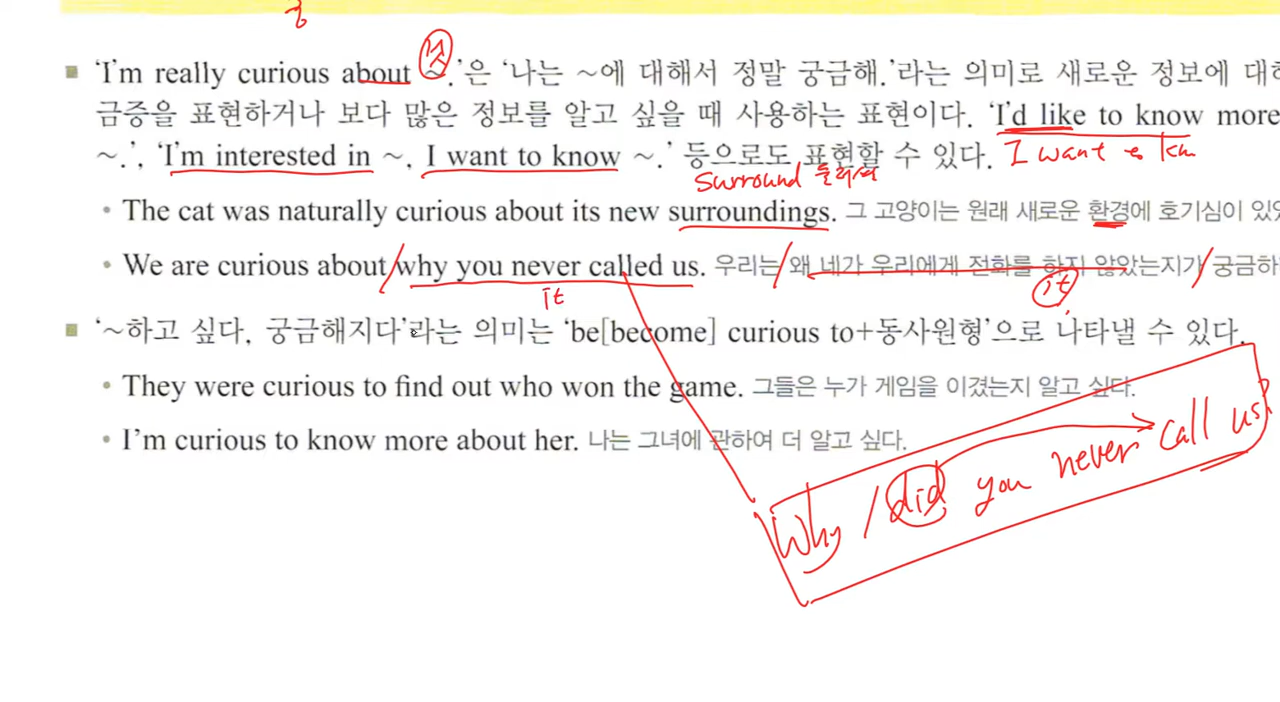 'I'm really curious about ~.'은 '나는 ~에 대해서 정말 궁금해.'라는 의미로 새로운 정보에 대해
것
금증을 표현하거나 보다 많은 정보를 알고 싶을 때 사용하는 표현이다. 'I'd like to know more
~.', 'I'm interested in ~, I want to know ~.' 등으로도 표현할 수 있다. I want to kn
surround 둘러싸
• The cat was naturally curious about its new surroundings. 그 고양이는 원래 새로운 환경에 호기심이 있었
• We are curious about / why you never called us. 우리는 / 왜 네가 우리에게 전화를 하지 않았는지가 / 궁금하
it it
'~하고 싶다, 궁금해지다'라는 의미는 'be[become] curious to+동사원형'으로 나타낼 수 있다.
• They were curious to find out who won the game. 그들은 누가 게임을 이겼는지 알고 싶다.
• I'm curious to know more about her. 나는 그녀에 관하여 더 알고 싶다.
Why / did you never call us?